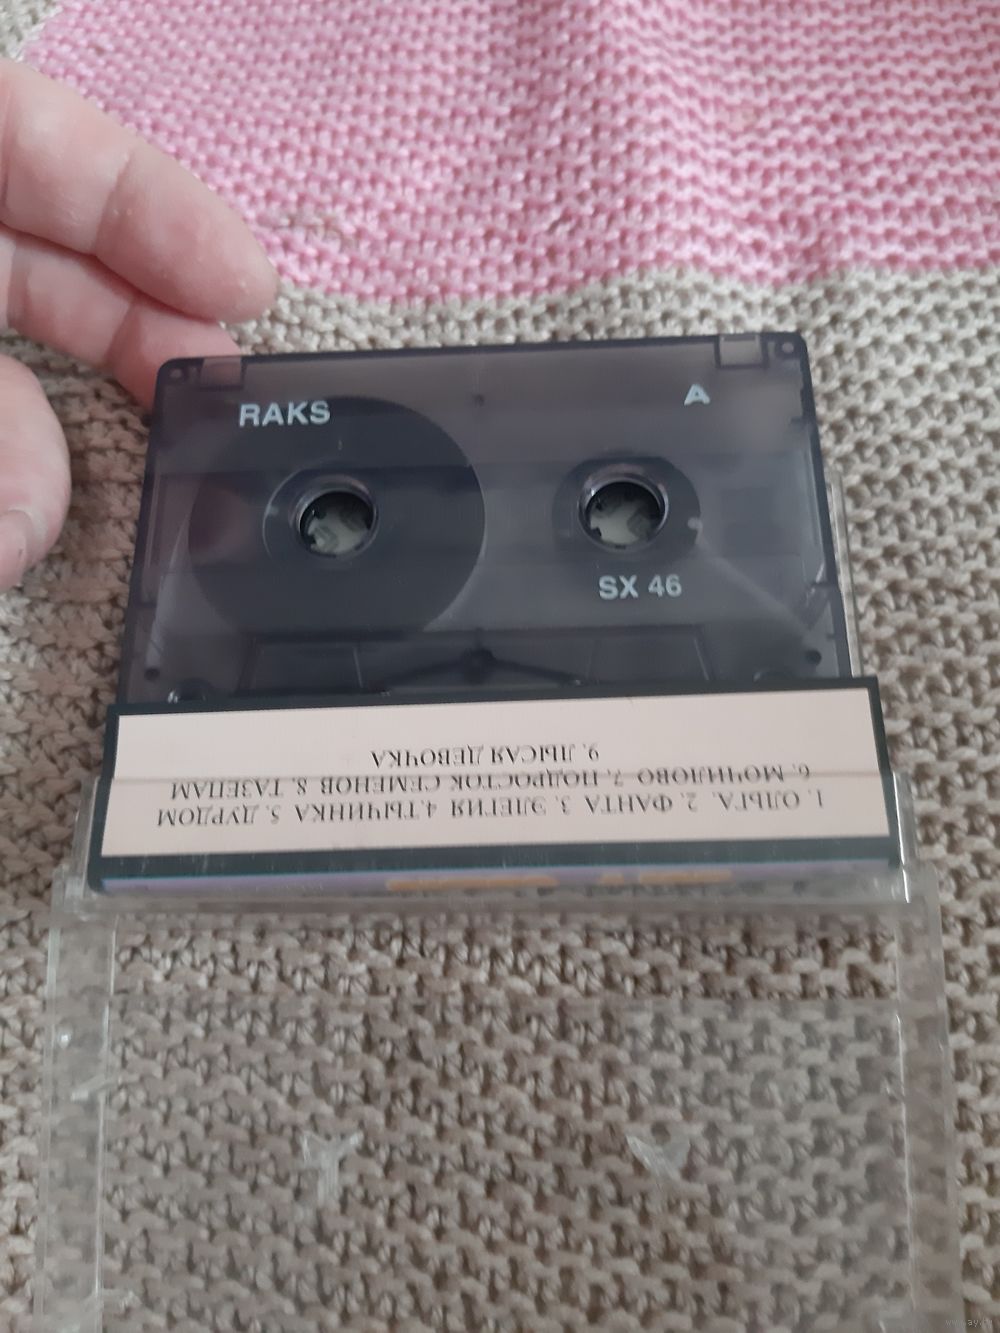 RAKS
A
SX 46
1. ОЛЬГА. 2. ФАНТА 3. ЭЛЕГИЯ 4.ТЫЧИНКА 5. ДУРДОМ
6. МОЧИЛОВО 7. ПОДРОСТОК СЕМЕНОВ 8. ТАЗЕПАМ
9. ЛЫСАЯ ДЕВОЧКА